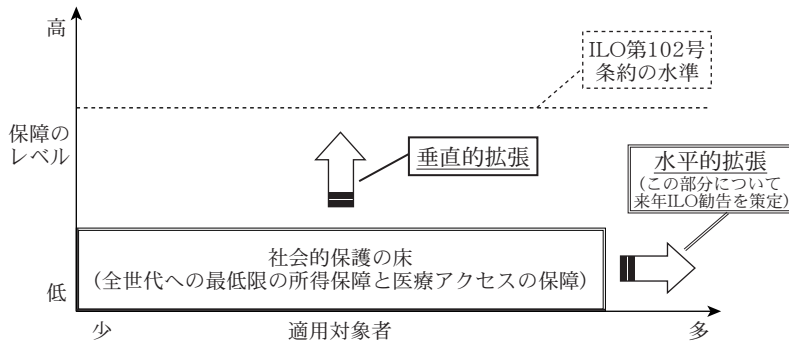 高
ILO第102号
条約の水準
保障の
レベル
垂直的拡張
水平的拡張
(この部分について
来年ILO勧告を策定)
社会的保護の床
(全世代への最低限の所得保障と医療アクセスの保障)
低
少
適用対象者
多